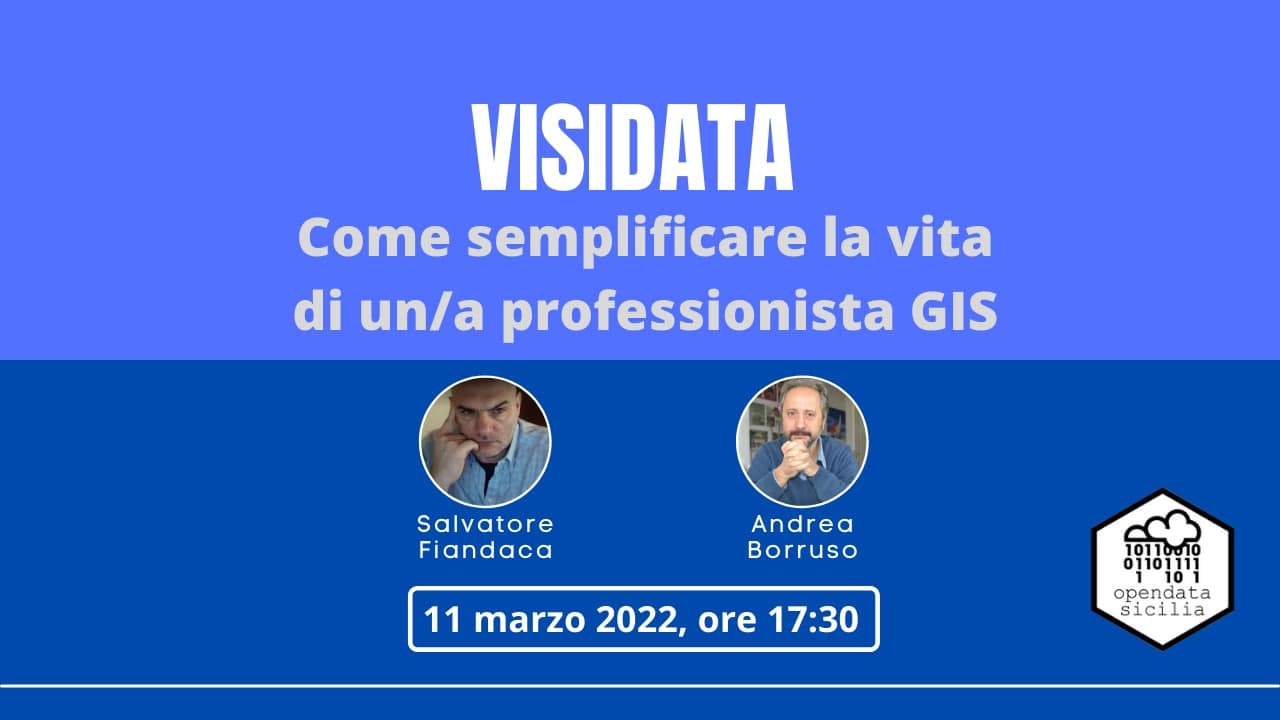 VISIDATA
Come semplificare la vita
di un/a professionista GIS
Salvatore
Fiandaca
Andrea
Borruso
11 marzo 2022, ore 17:30
10110010
01101111
1 10 1
opendata
sicilia